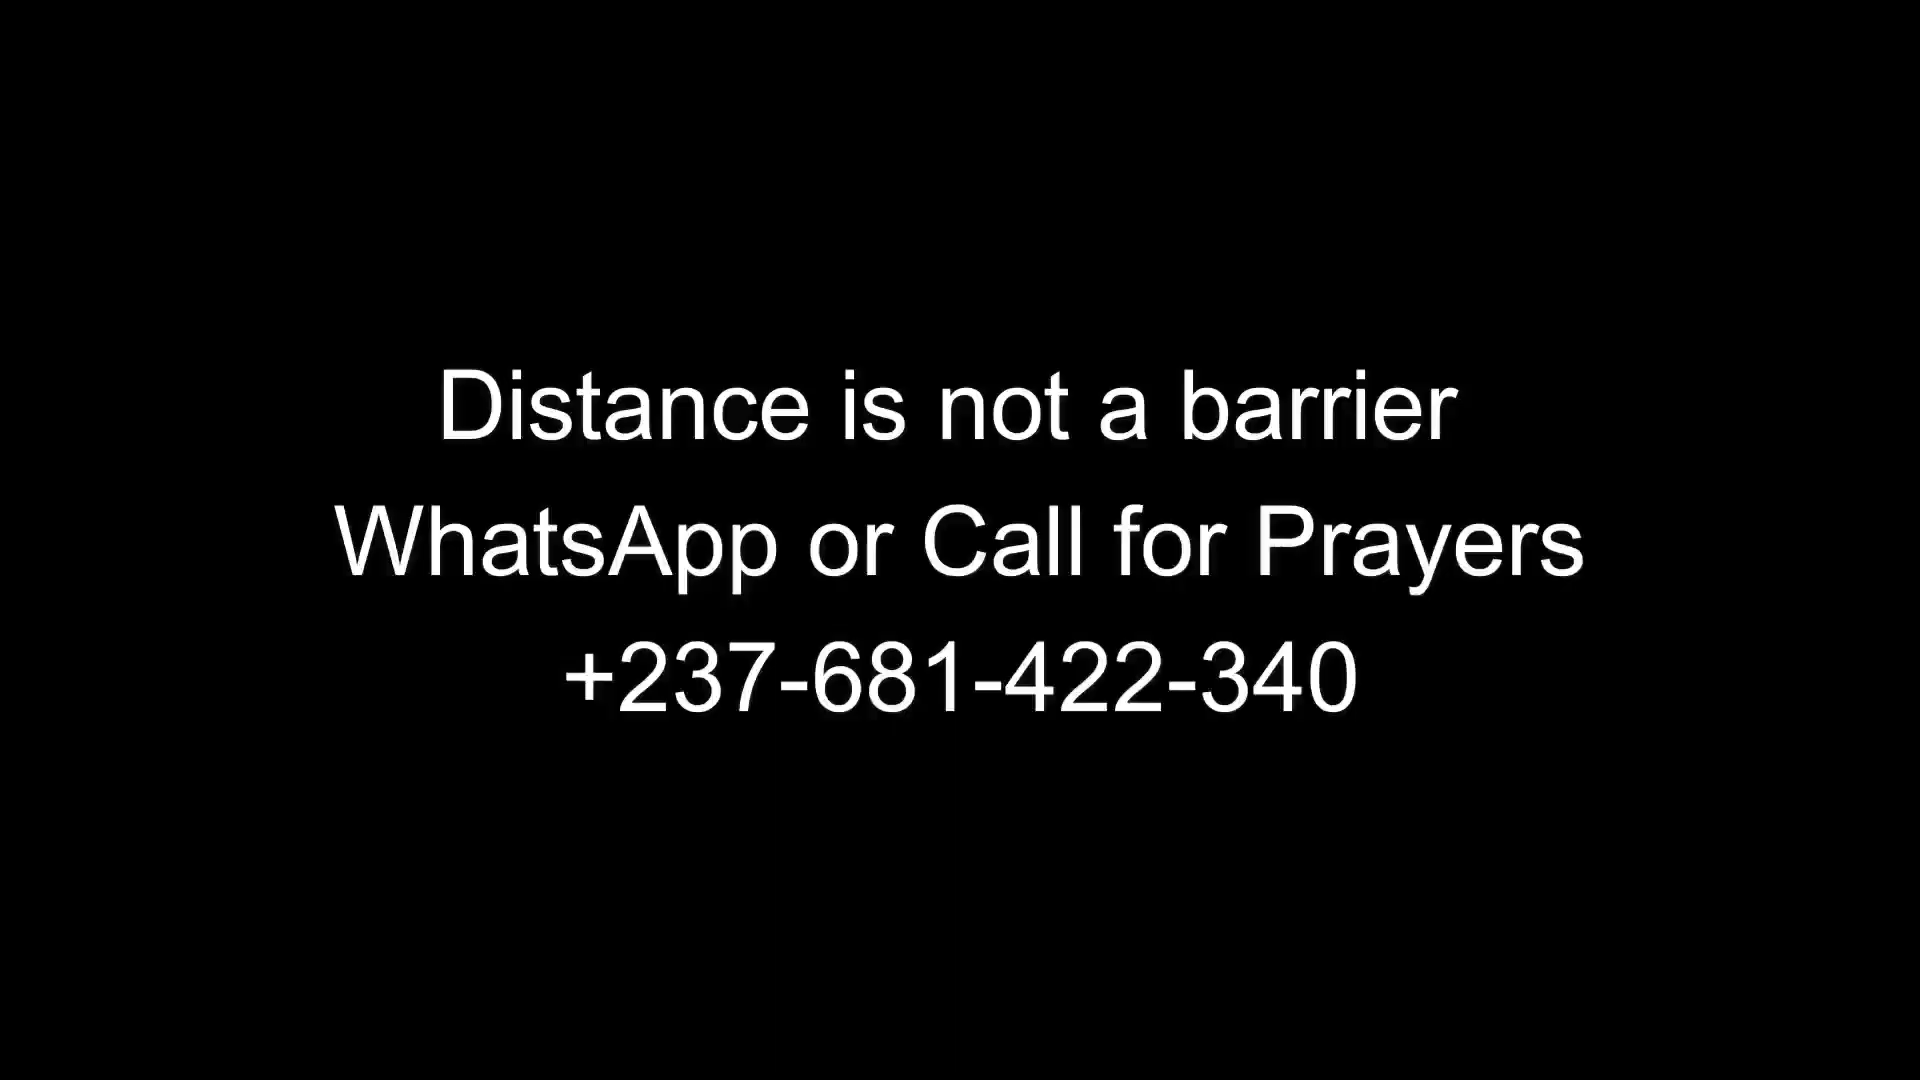 Distance is not a barrier
WhatsApp or Call for Prayers
+237-681-422-340